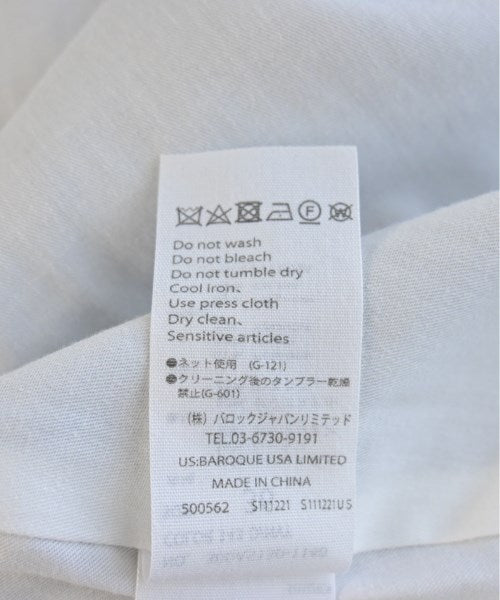 F W
Do not wash
Do not bleach
Do not tumble dry
Cool iron、
Use press cloth
Dry clean、
Sensitive articles
●ネット使用 (G-121)
●クリーニング後のタンブラー乾燥
禁止(G-601)
(株) バロックジャパンリミテッド
TEL.03-6730-9191
US:BAROQUE USA LIMITED
MADE IN CHINA
500562 S111221 S111221US